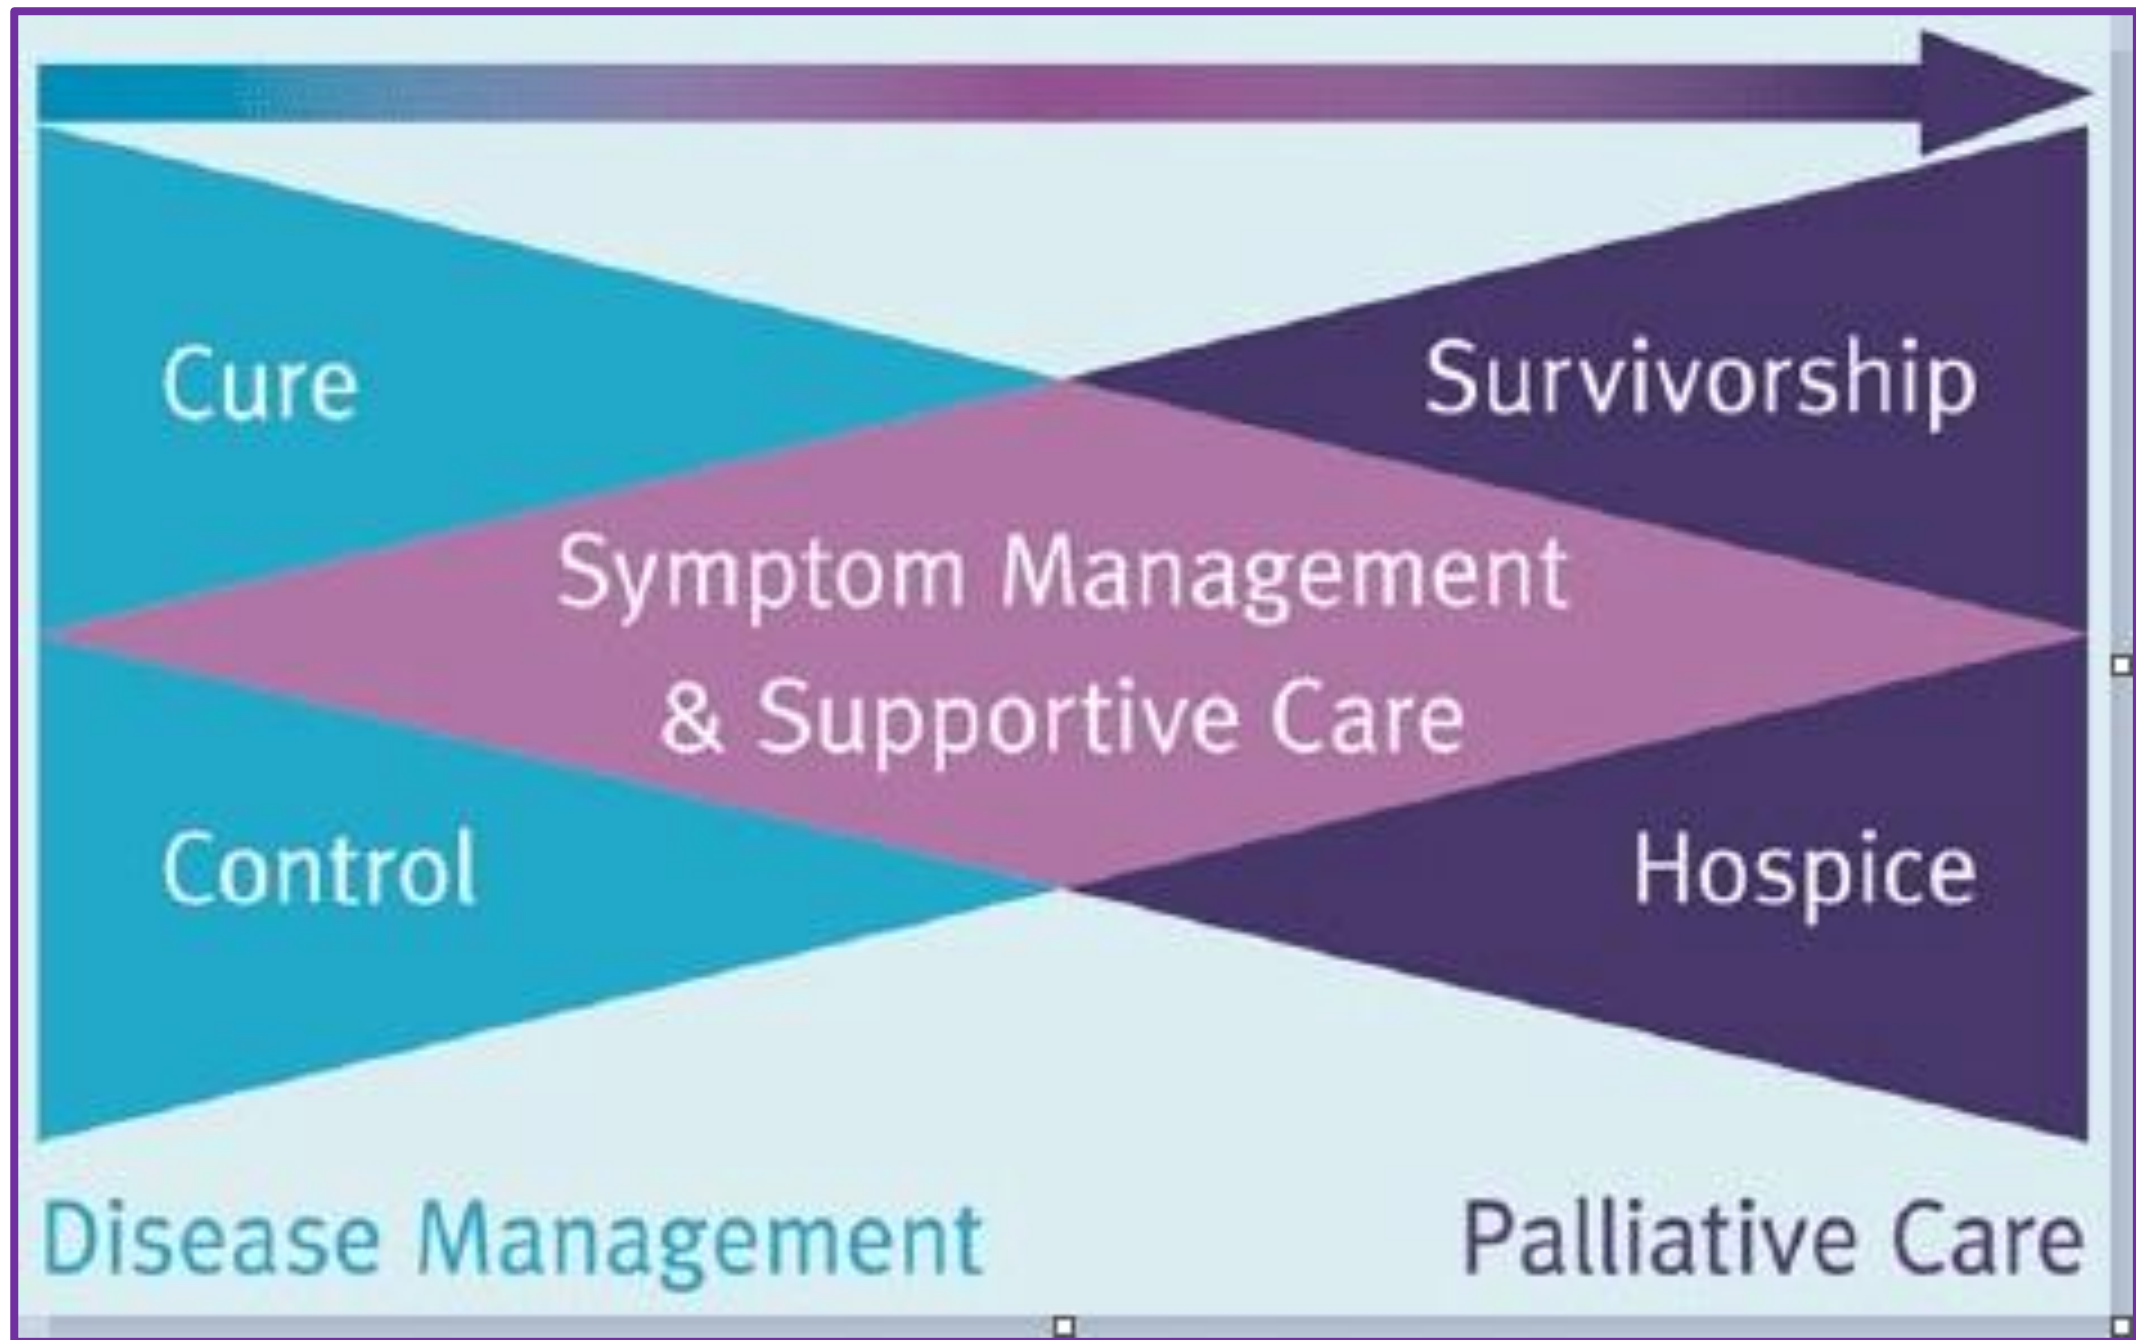 Cure
Survivorship
Symptom Management
& Supportive Care
Control
Hospice
Disease Management
Palliative Care